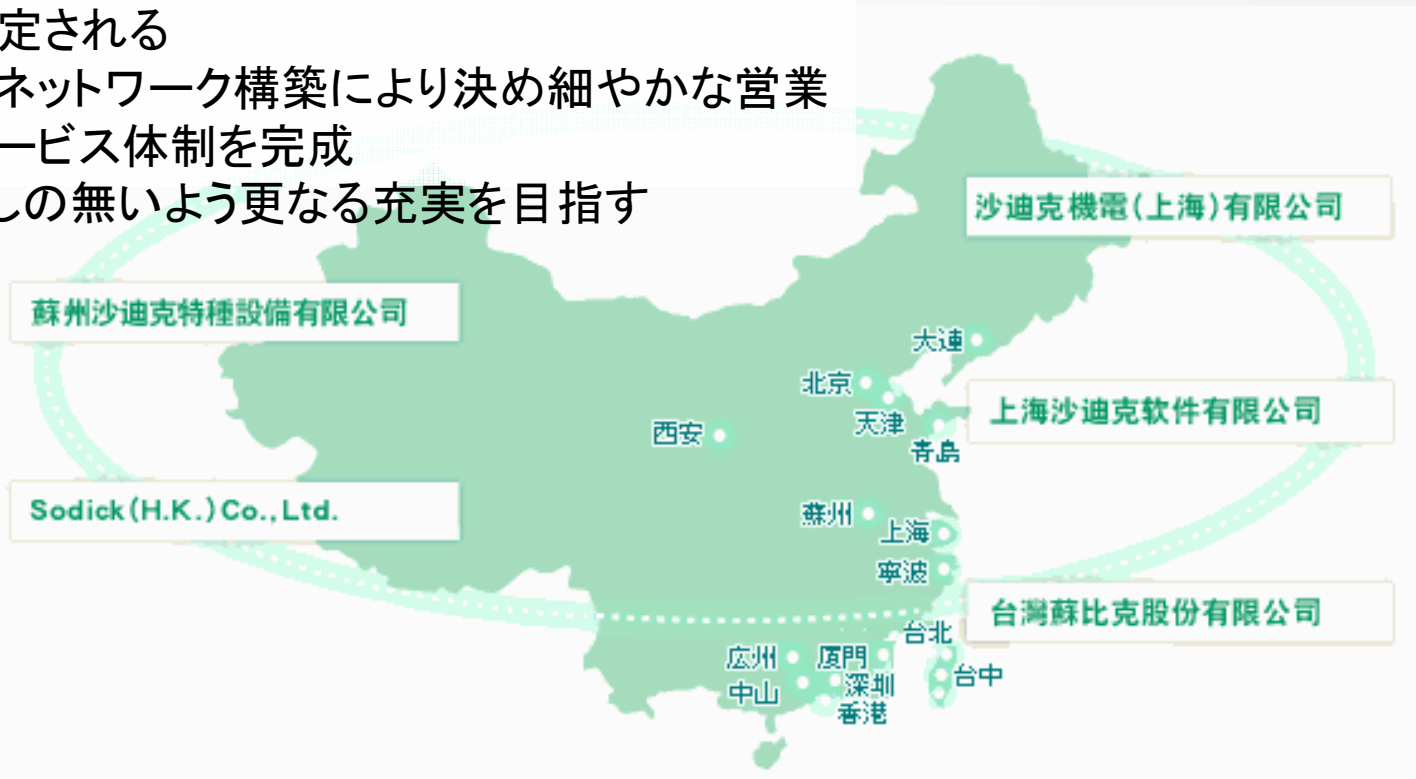 定される
ネットワーク構築により決め細やかな営業
ービス体制を完成
しの無いよう更なる充実を目指す
沙迪克機電(上海)有限公司
蘇州沙迪克特種設備有限公司
大連
北京
天津
上海沙迪克软件有限公司
西安
青島
Sodick(H.K.)Co.,Ltd.
蘇州
上海
寧波
台灣蘇比克股份有限公司
台北
広州
厦門
台中
中山
深圳
香港